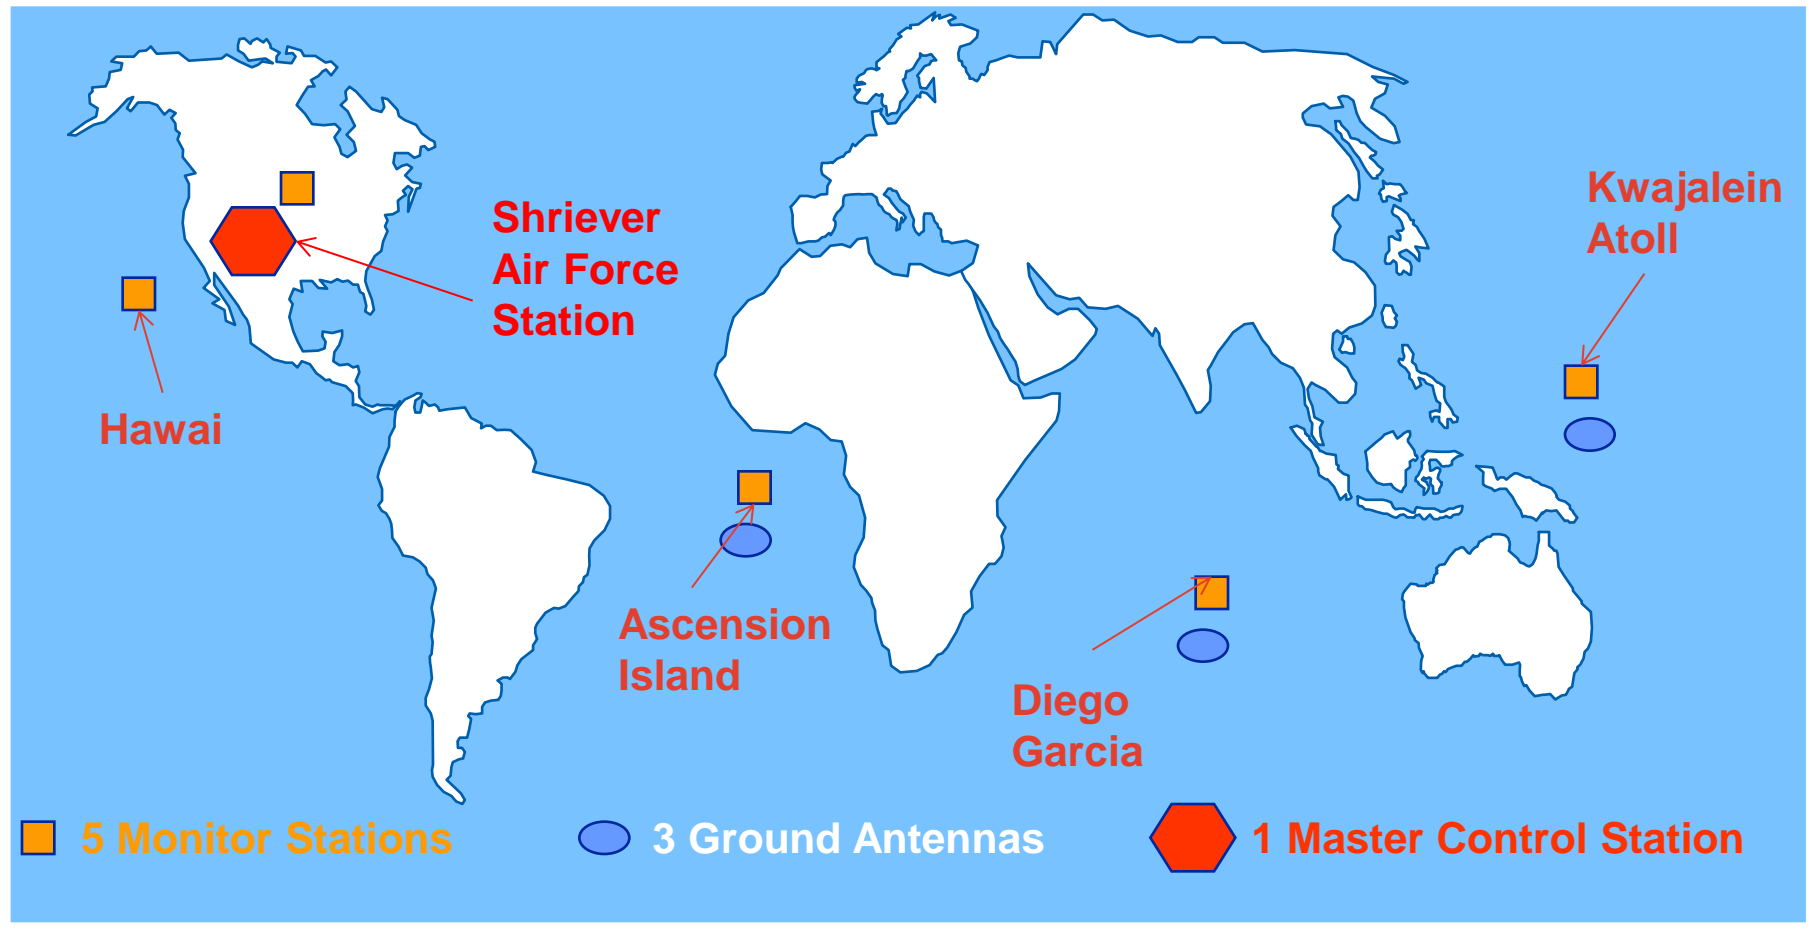 Shriever
Air Force
Station
Kwajalein
Atoll
Hawai
Ascension
Island
Diego
Garcia
5 Monitor Stations
3 Ground Antennas
1 Master Control Station